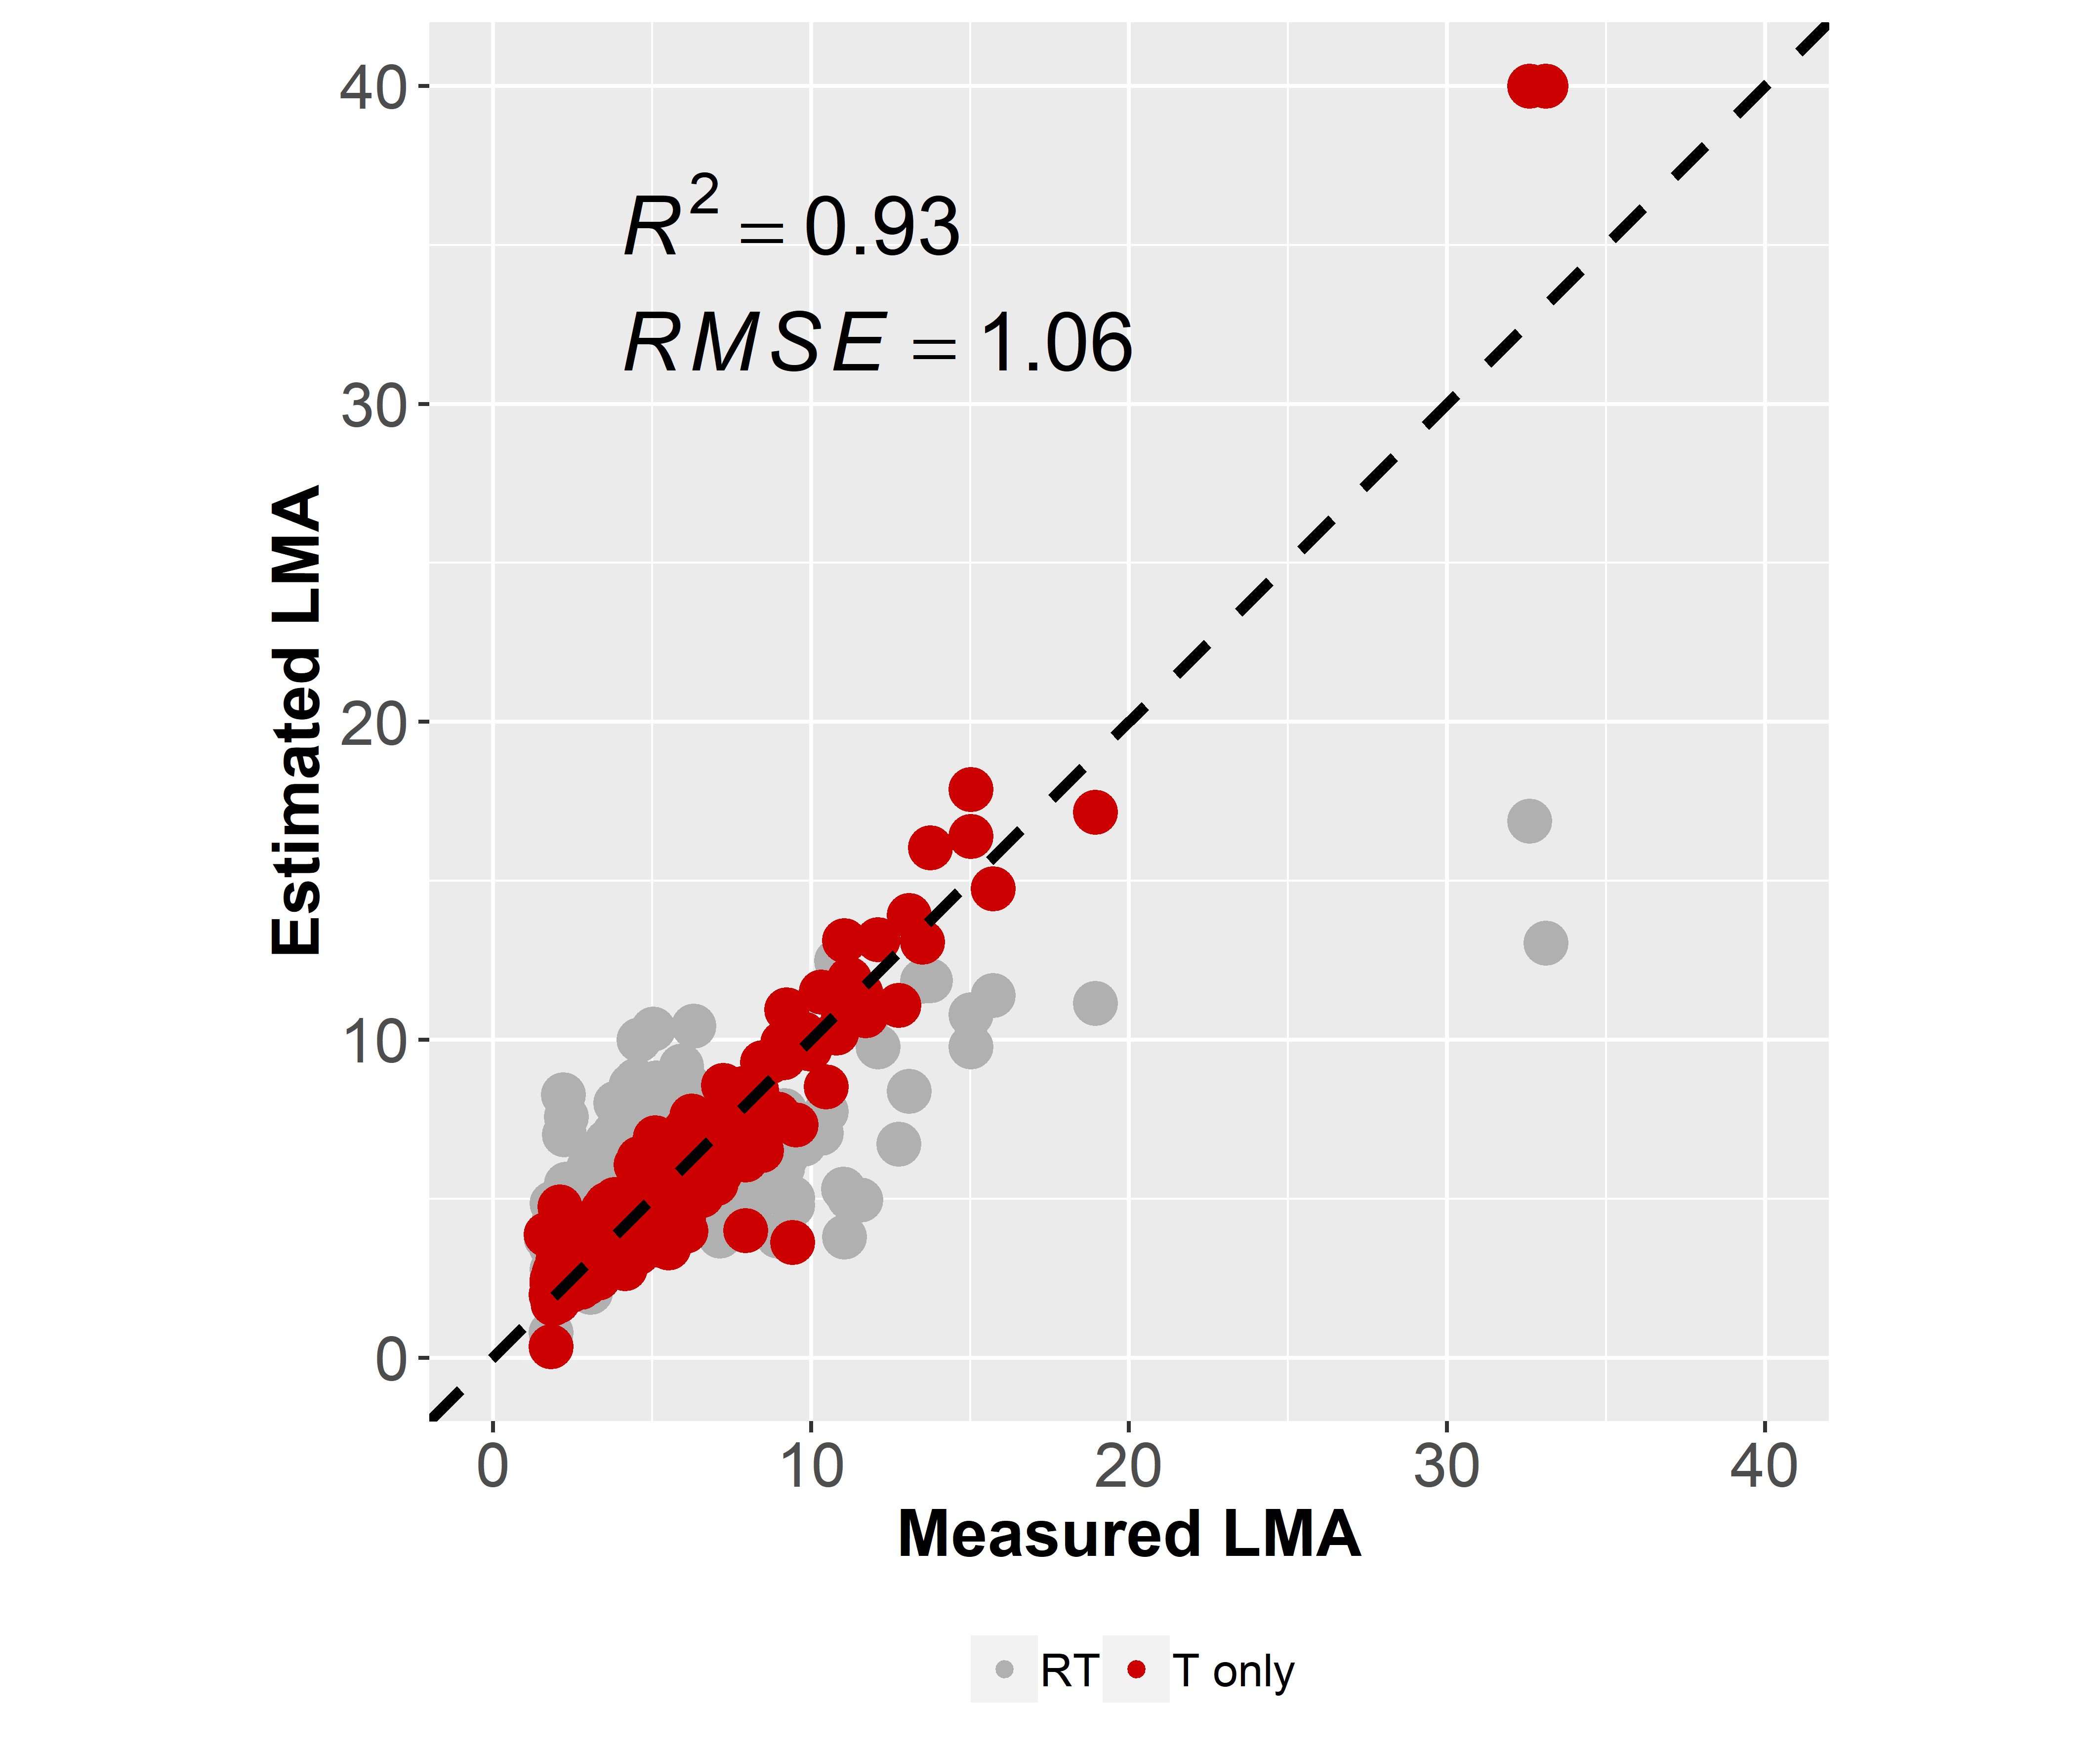 40
R² = 0.93
RMSE = 1.06
30
Estimated LMA
20
10
0
0 10 20 30 40
Measured LMA
RT T only